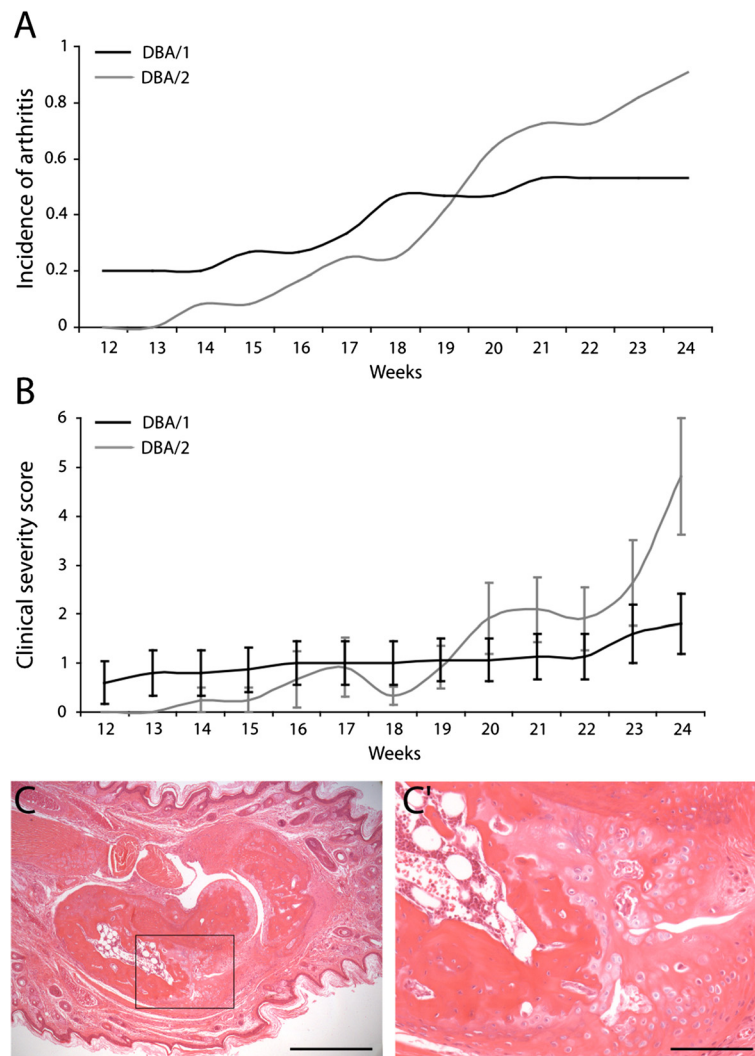 A
DBA/1
DBA/2
Incidence of arthritis
1
0.8
0.6
0.4
0.2
0
12 13 14 15 16 17 18 19 20 21 22 23 24
Weeks
B
DBA/1
DBA/2
Clinical severity score
6
5
4
3
2
1
0
12 13 14 15 16 17 18 19 20 21 22 23 24
Weeks
C
C'